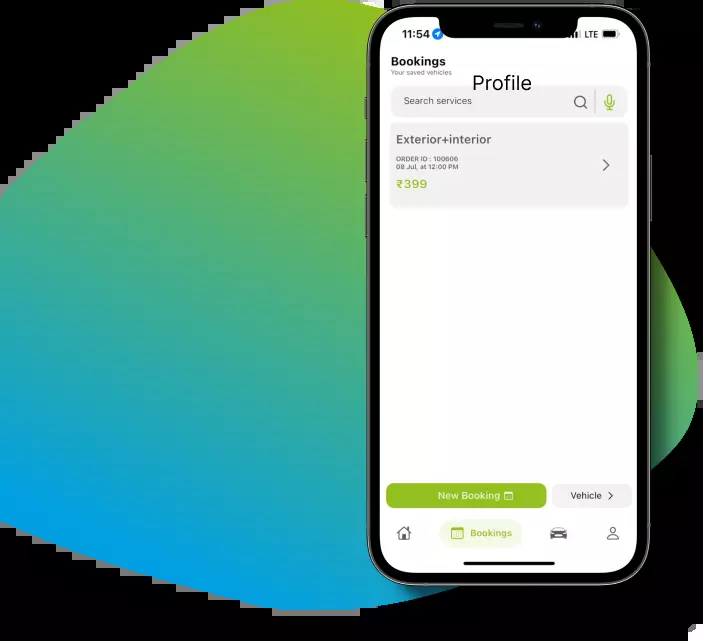 11:54
LTE
Bookings
Your saved vehicles
Profile
Search services
Exterior+interior
ORDER ID : 100606
08 Jul, at 12:00 PM
₹399
New Booking
Vehicle
Bookings